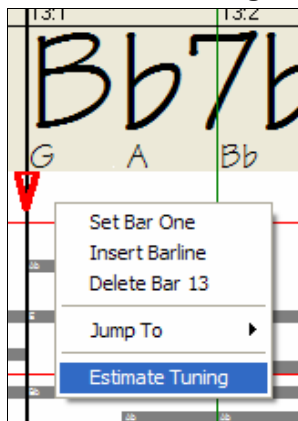 13:1 13:2
Bb7b
G A Bb
Set Bar One
Insert Barline
Delete Bar 13
Jump To
Estimate Tuning